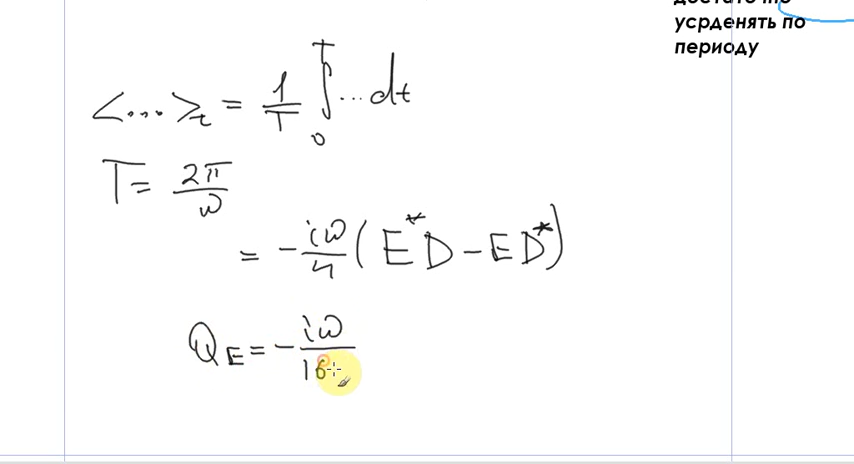 усрденять по
периоду
<...>_t = 1/T ∫_0^T ... dt
T = 2π/ω
= - iω/4 (E*D - ED*)
Q_E = - iω/16